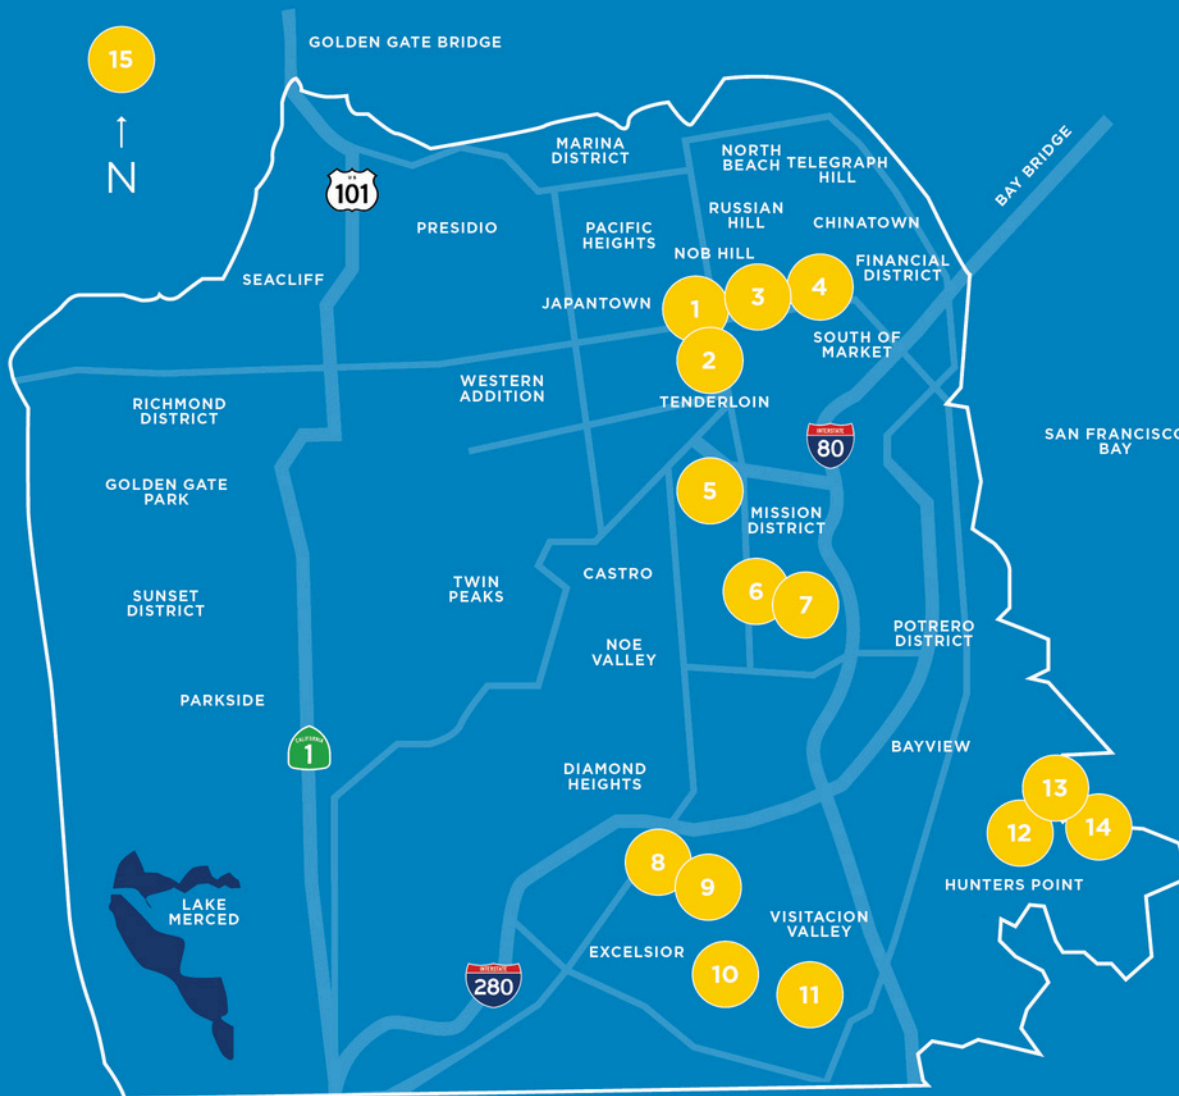 15
N
GOLDEN GATE BRIDGE
MARINA
DISTRICT
NORTH
BEACH
TELEGRAPH
HILL
BAY BRIDGE
US
101
PRESIDIO
PACIFIC
HEIGHTS
RUSSIAN
HILL
CHINATOWN
NOB HILL
FINANCIAL
DISTRICT
SEACLIFF
JAPANTOWN
1
3
4
2
SOUTH OF
MARKET
WESTERN
ADDITION
TENDERLOIN
RICHMOND
DISTRICT
INTERSTATE
80
SAN FRANCISCO
BAY
GOLDEN GATE
PARK
5
MISSION
DISTRICT
SUNSET
DISTRICT
TWIN
PEAKS
CASTRO
6
7
NOE
VALLEY
POTRERO
DISTRICT
PARKSIDE
CALIFORNIA
1
DIAMOND
HEIGHTS
BAYVIEW
13
12
14
8
9
HUNTERS POINT
LAKE
MERCED
VISITACION
VALLEY
EXCELSIOR
INTERSTATE
280
10
11